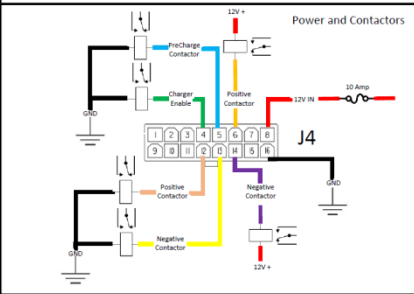 Power and Contactors
12V +
PreCharge
Contactor
Charger
Enable
Positive
Contactor
12V IN
10 Amp
GND
1 2 3 4 5 6 7 8
9 10 11 12 13 14 15 16
J4
Positive
Contactor
Negative
Contactor
GND
Negative
Contactor
GND
12V +